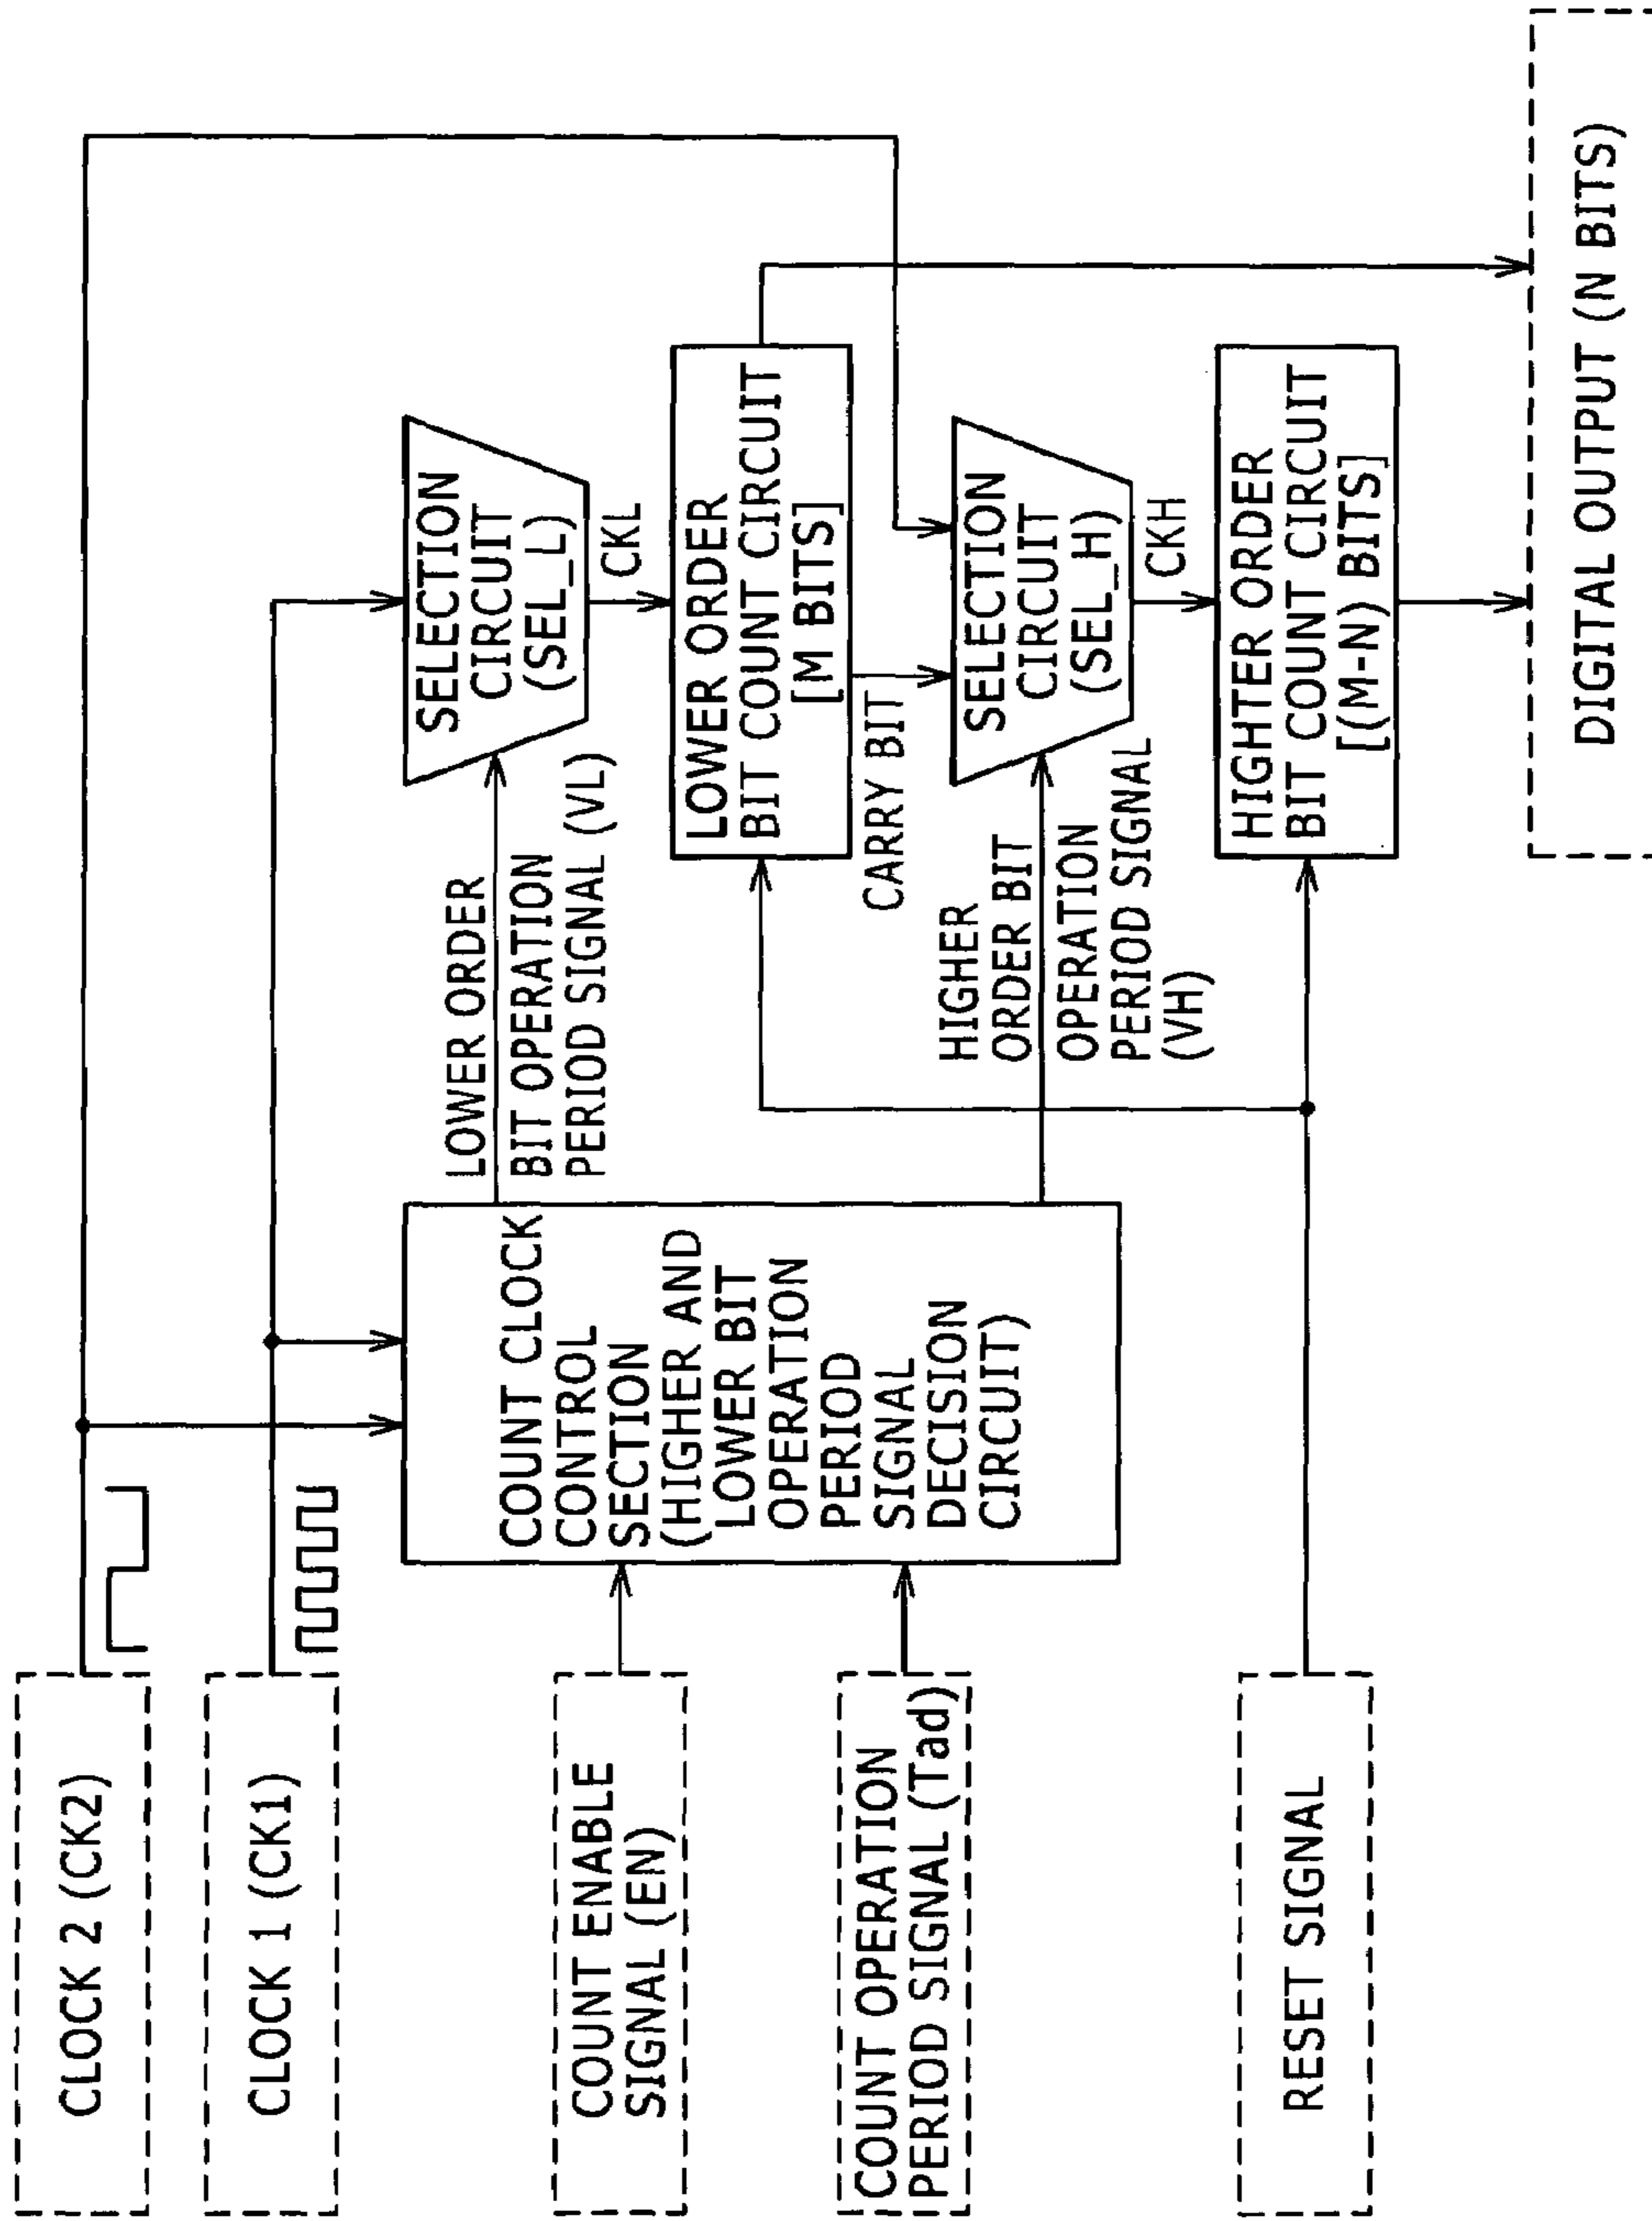 CLOCK 2 (CK2)
CLOCK 1 (CK1)
COUNT ENABLE
SIGNAL (EN)
COUNT OPERATION
PERIOD SIGNAL (Tad)
RESET SIGNAL
COUNT CLOCK
CONTROL
SECTION
(HIGHER AND
LOWER BIT
OPERATION
PERIOD
SIGNAL
DECISION
CIRCUIT)
LOWER ORDER
BIT OPERATION
PERIOD SIGNAL (VL)
HIGHER
ORDER BIT
OPERATION
PERIOD SIGNAL
(VH)
SELECTION
CIRCUIT
(SEL_L)
CKL
LOWER ORDER
BIT COUNT CIRCUIT
[M BITS]
CARRY BIT
SELECTION
CIRCUIT
(SEL_H)
CKH
HIGHTER ORDER
BIT COUNT CIRCUIT
[(M-N) BITS]
DIGITAL OUTPUT (N BITS)